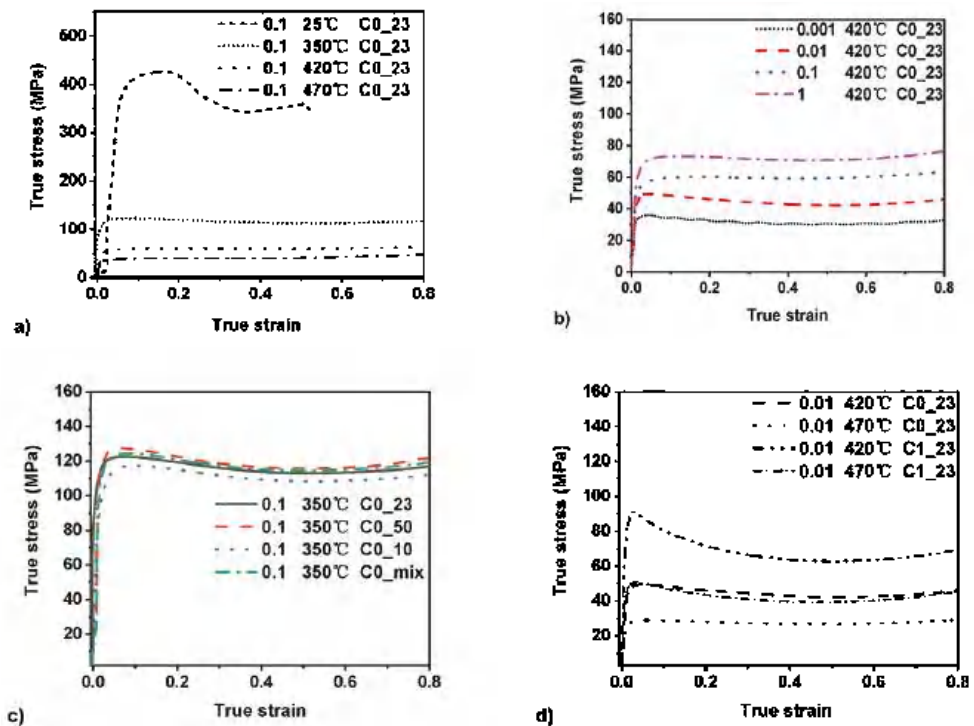 600
500
400
300
200
100
0
True stress (MPa)
0.1 25℃ C0_23
0.1 350℃ C0_23
0.1 420℃ C0_23
0.1 470℃ C0_23
0.0 0.2 0.4 0.6 0.8
True strain
a)
160
140
120
100
80
60
40
20
0
True stress (MPa)
0.001 420℃ C0_23
0.01 420℃ C0_23
0.1 420℃ C0_23
1 420℃ C0_23
0.0 0.2 0.4 0.6 0.8
True strain
b)
160
140
120
100
80
60
40
20
True stress (MPa)
0.1 350℃ C0_23
0.1 350℃ C0_50
0.1 350℃ C0_10
0.1 350℃ C0_mix
0.0 0.2 0.4 0.6 0.8
True strain
c)
160
140
120
100
80
60
40
20
True stress (MPa)
0.01 420℃ C0_23
0.01 470℃ C0_23
0.01 420℃ C1_23
0.01 470℃ C1_23
0.0 0.2 0.4 0.6 0.8
True strain
d)